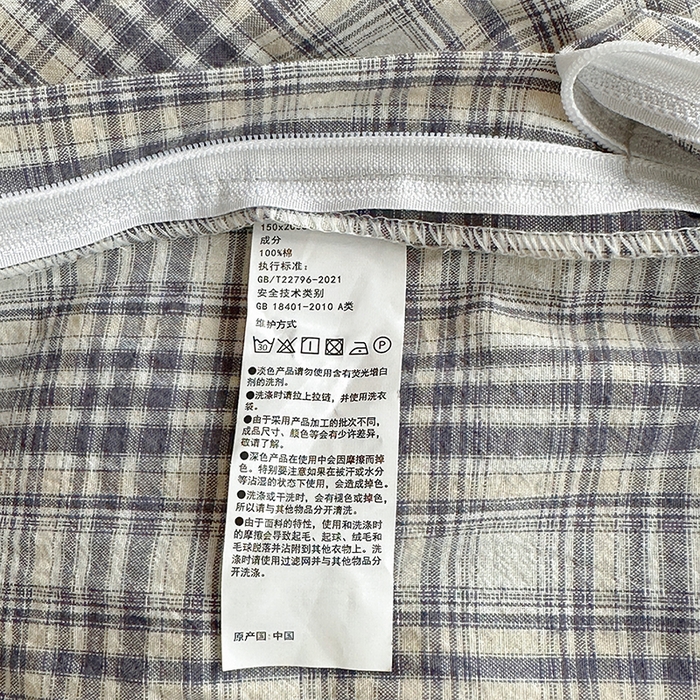 成分
100%棉
执行标准:
GB/T22796-2021
安全技术类别
GB 18401-2010 A类
维护方式
30 P
●淡色产品请勿使用含有荧光增白
剂的洗剂。
●洗涤时请拉上拉链,并使用洗衣
袋。
●由于采用产品加工的批次不同,
成品尺寸、颜色等会有少许差异,
敬请了解。
●深色产品在使用中会因摩擦而掉
色。特别要注意如果在被汗或水分
等沾湿的状态下使用,会造成掉色。
●洗涤或干洗时,会有褪色或掉色,
所以请与其他物品分开清洗。
●由于面料的特性,使用和洗涤时
的摩擦会导致起毛、起球、绒毛和
毛球脱落并沾附到其他衣物上。洗
涤时请使用过滤网并与其他物品分
开洗涤。
原产国:中国